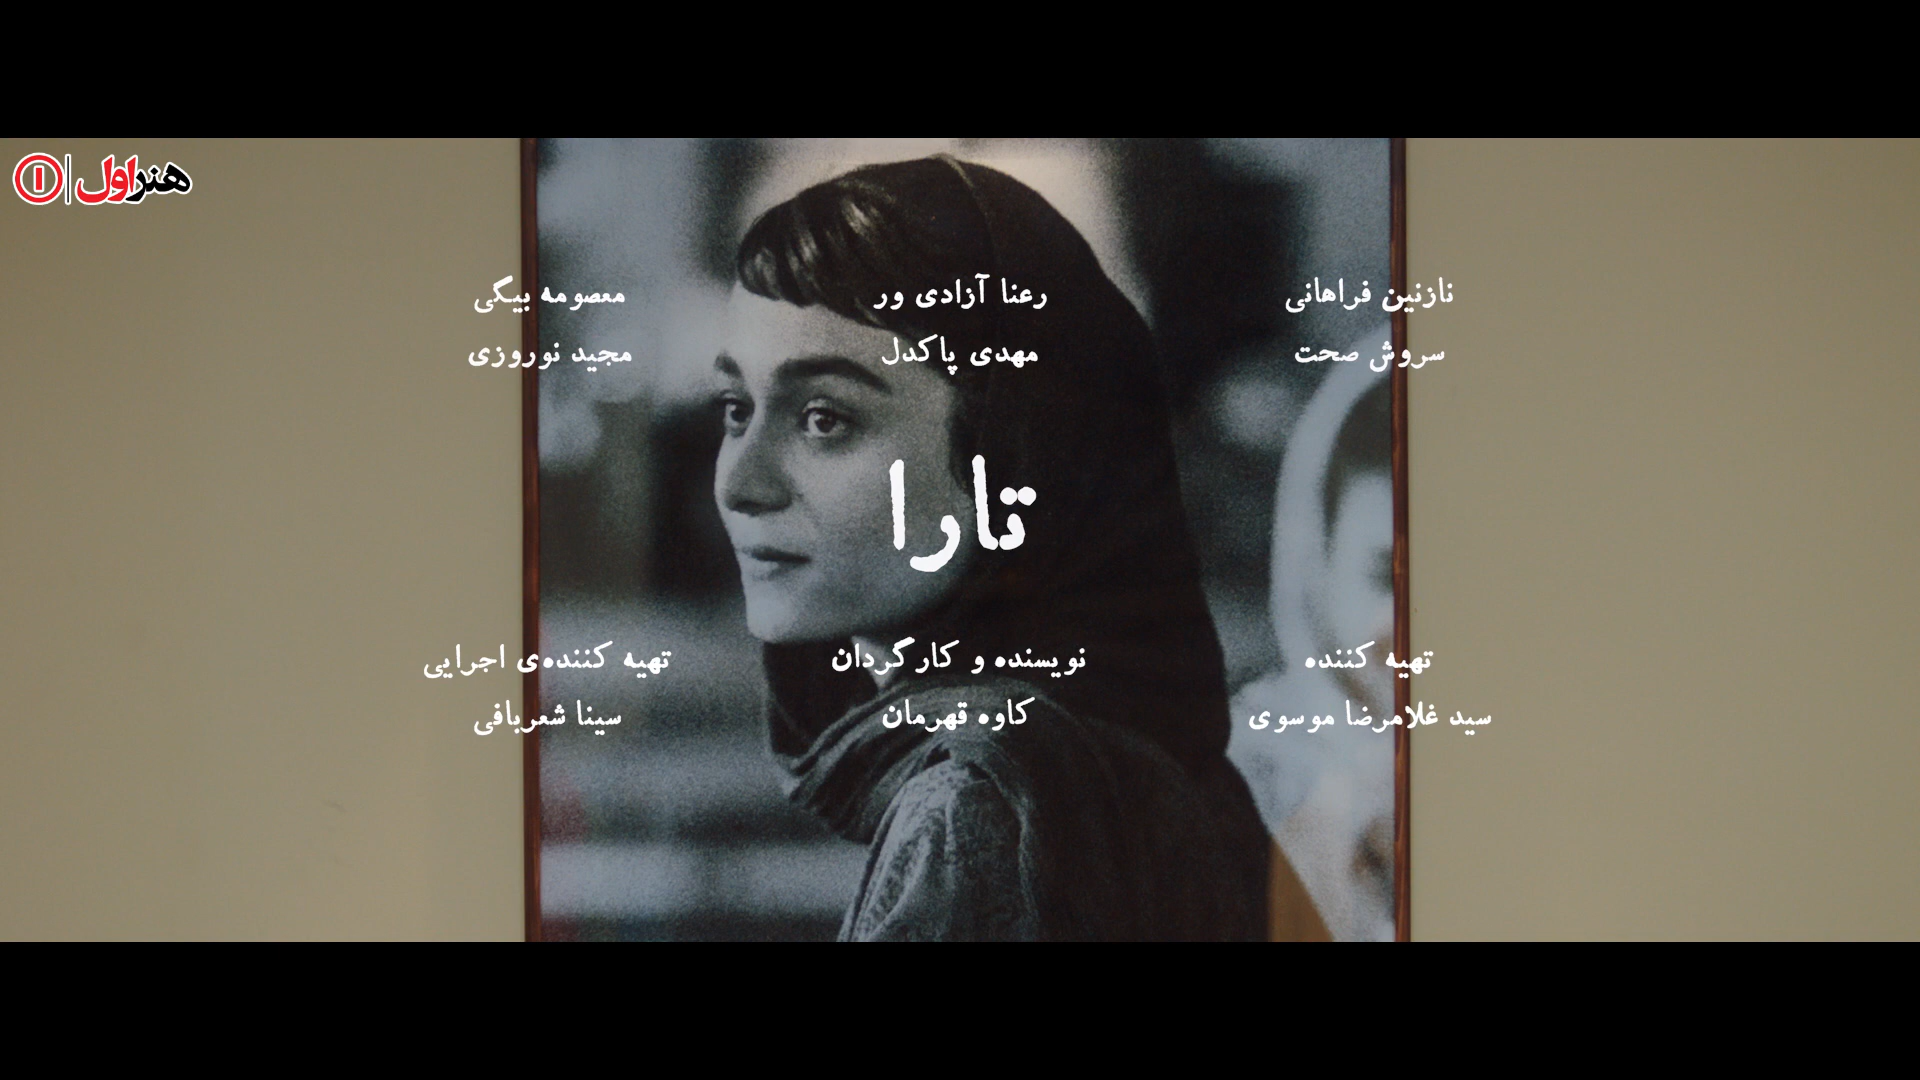 هنراول
نازنین فراهانی رعنا آزادی ور معصومه بیگی
سروش صحت مهدی پاکدل مجید نوروزی
تارا
تهیه کننده نویسنده و کارگردان تهیه کننده‌ی اجرایی
سید غلامرضا موسوی کاوه قهرمان سینا شعربافی